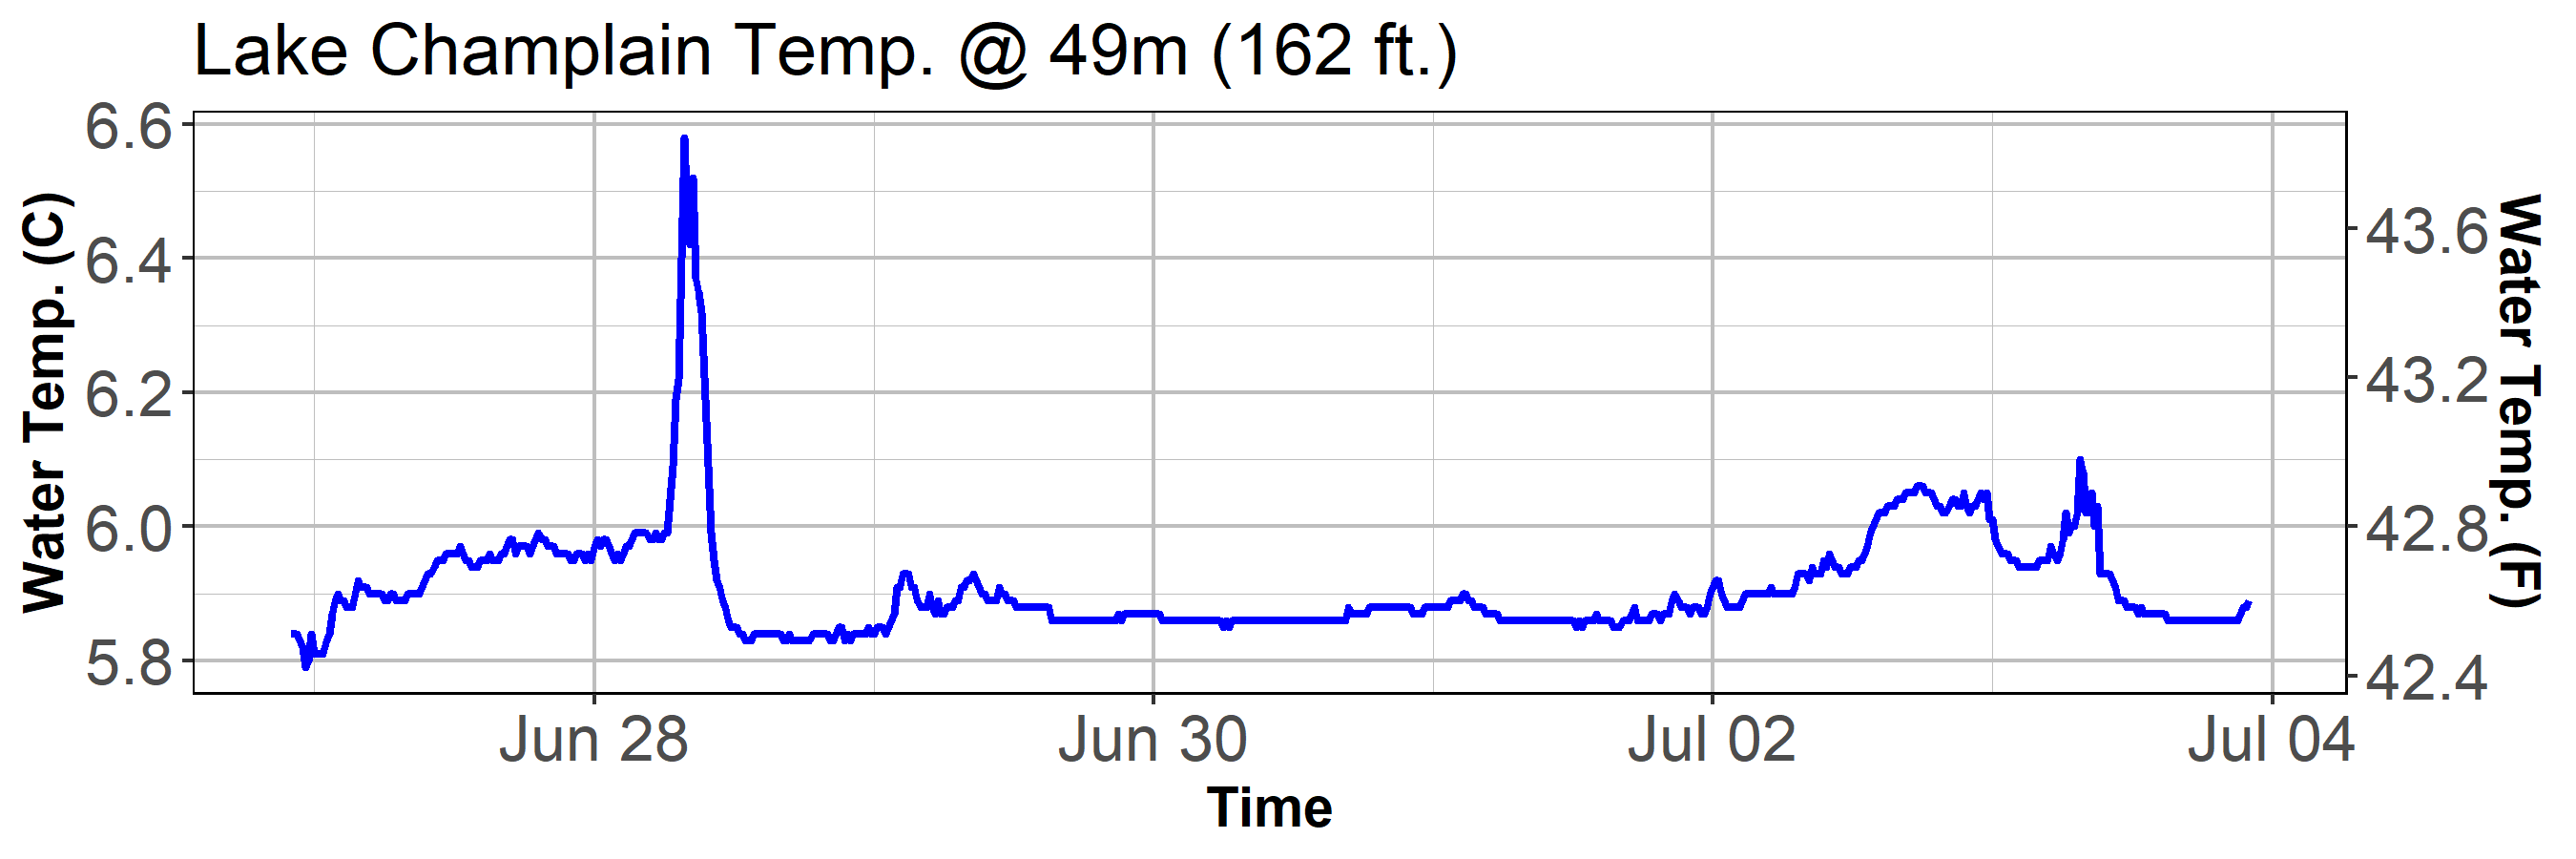 Lake Champlain Temp. @ 49m (162 ft.)
Water Temp. (C)
6.6
6.4
6.2
6.0
5.8
43.6
43.2
42.8
42.4
Water Temp. (F)
Jun 28 Jun 30 Jul 02 Jul 04
Time